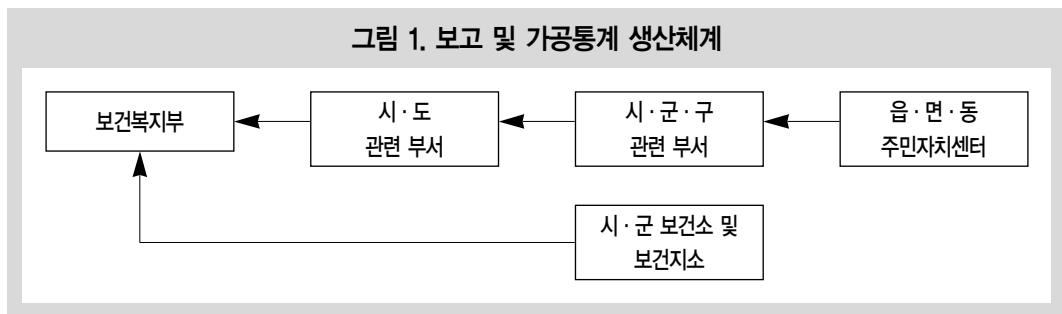 그림 1. 보고 및 가공통계 생산체계
보건복지부
시·도
관련 부서
시·군·구
관련 부서
읍·면·동
주민자치센터
시·군 보건소 및
보건지소